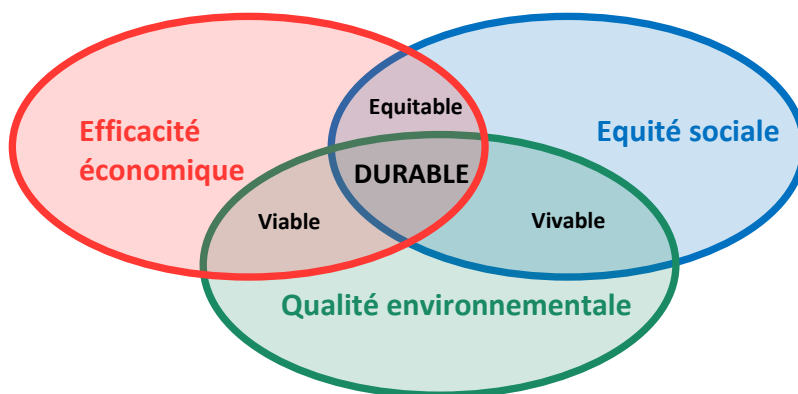 Equitable
Efficacité
économique
Equité sociale
DURABLE
Viable
Vivable
Qualité environnementale